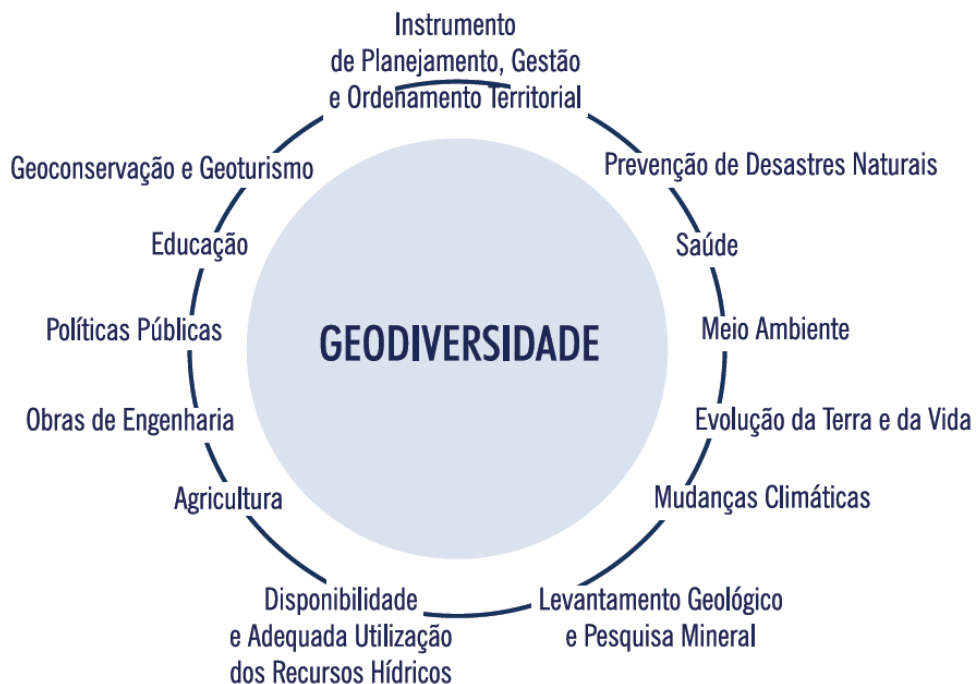 Instrumento
de Planejamento, Gestão
e Ordenamento Territorial
Prevenção de Desastres Naturais
Saúde
Meio Ambiente
Evolução da Terra e da Vida
Mudanças Climáticas
Levantamento Geológico
e Pesquisa Mineral
Disponibilidade
e Adequada Utilização
dos Recursos Hídricos
Agricultura
Obras de Engenharia
Políticas Públicas
Educação
Geoconservação e Geoturismo
GEODIVERSIDADE